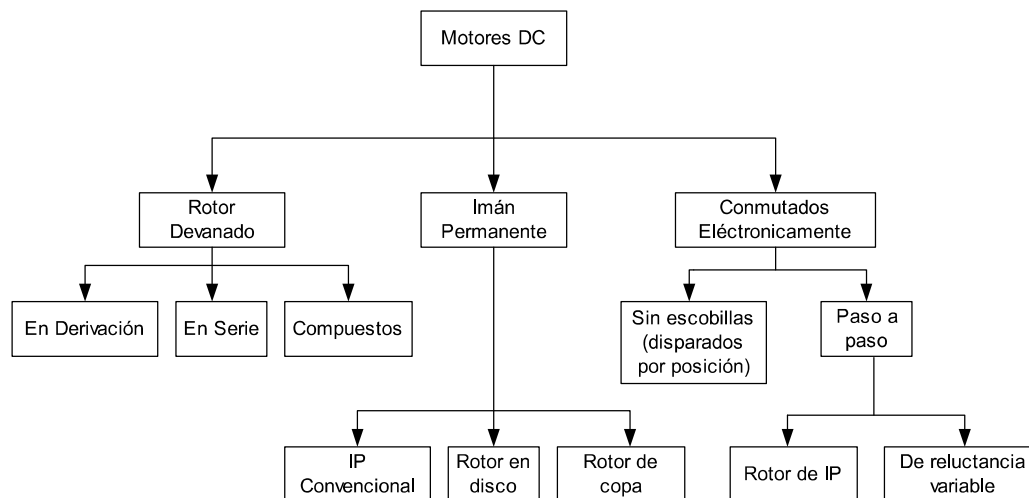 Motores DC
Rotor
Devanado
Imán
Permanente
Conmutados
Eléctronicamente
En Derivación
En Serie
Compuestos
Sin escobillas
(disparados
por posición)
Paso a
paso
IP
Convencional
Rotor en
disco
Rotor de
copa
Rotor de IP
De reluctancia
variable